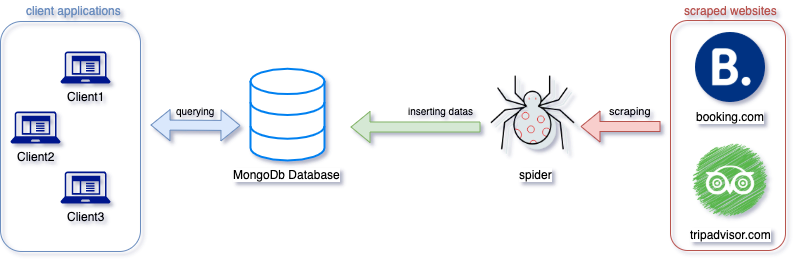 client applications
Client1
Client2
Client3
querying
MongoDb Database
inserting datas
spider
scraping
scraped websites
B.
booking.com
tripadvisor.com